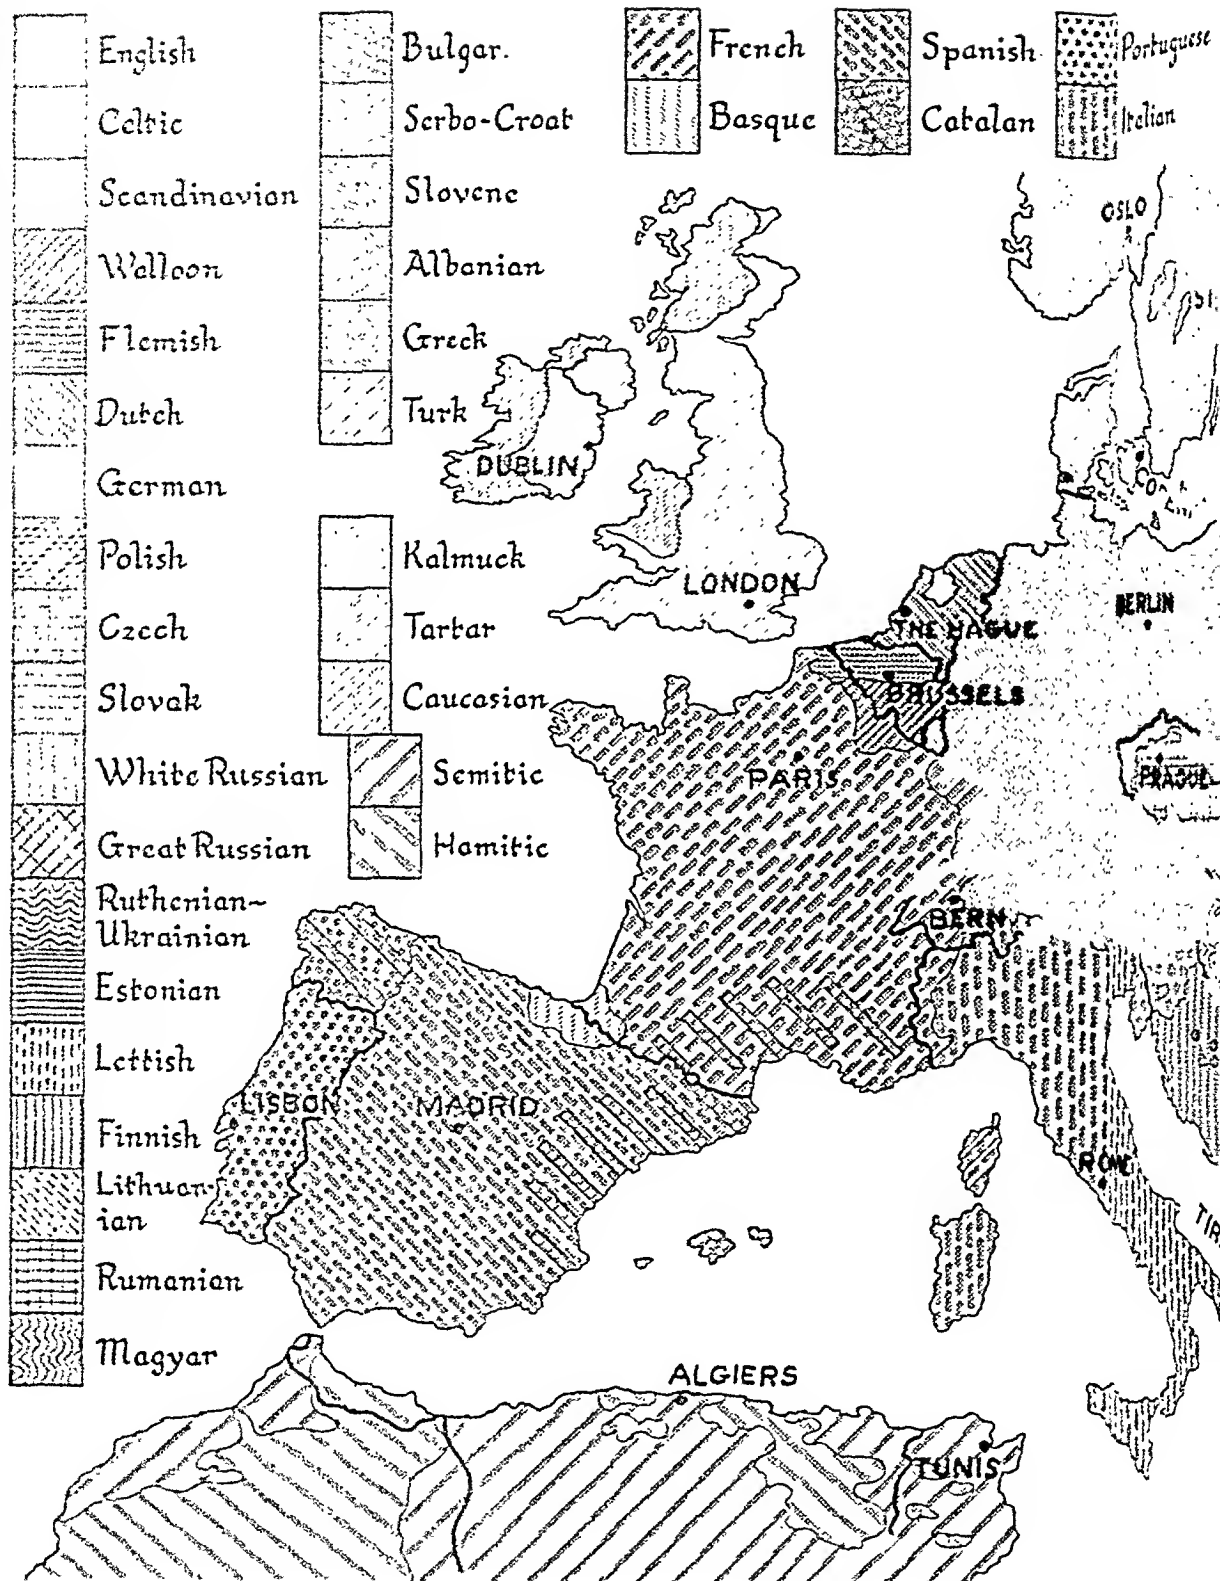 English
Celtic
Scandinavian
Walloon
Flemish
Dutch
German
Polish
Czech
Slovak
White Russian
Great Russian
Ruthenian-
Ukrainian
Estonian
Lettish
Finnish
Lithuan-
ian
Rumanian
Magyar
Bulgar.
Serbo-Croat
Slovene
Albanian
Greek
Turk
Kalmuck
Tartar
Caucasian
Semitic
Hamitic
French
Basque
Spanish
Catalan
Portuguese
Italian
OSLO
DUBLIN
LONDON
BERLIN
THE HAGUE
BRUSSELS
PARIS
PRAGUE
BERN
LISBON
MADRID
ROME
ALGIERS
TUNIS